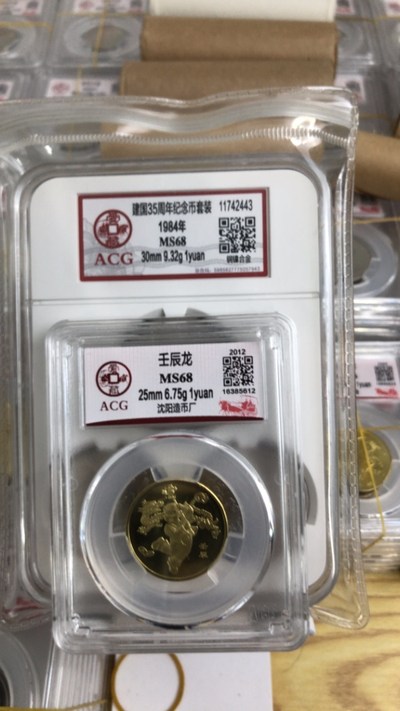 建国35周年纪念币套装 11742443
1984年
MS68
ACG
30mm 9.32g 1yuan
铜镍合金
壬辰龙
2012
MS68
ACG
25mm 6.75g 1yuan
16385612
沈阳造币厂